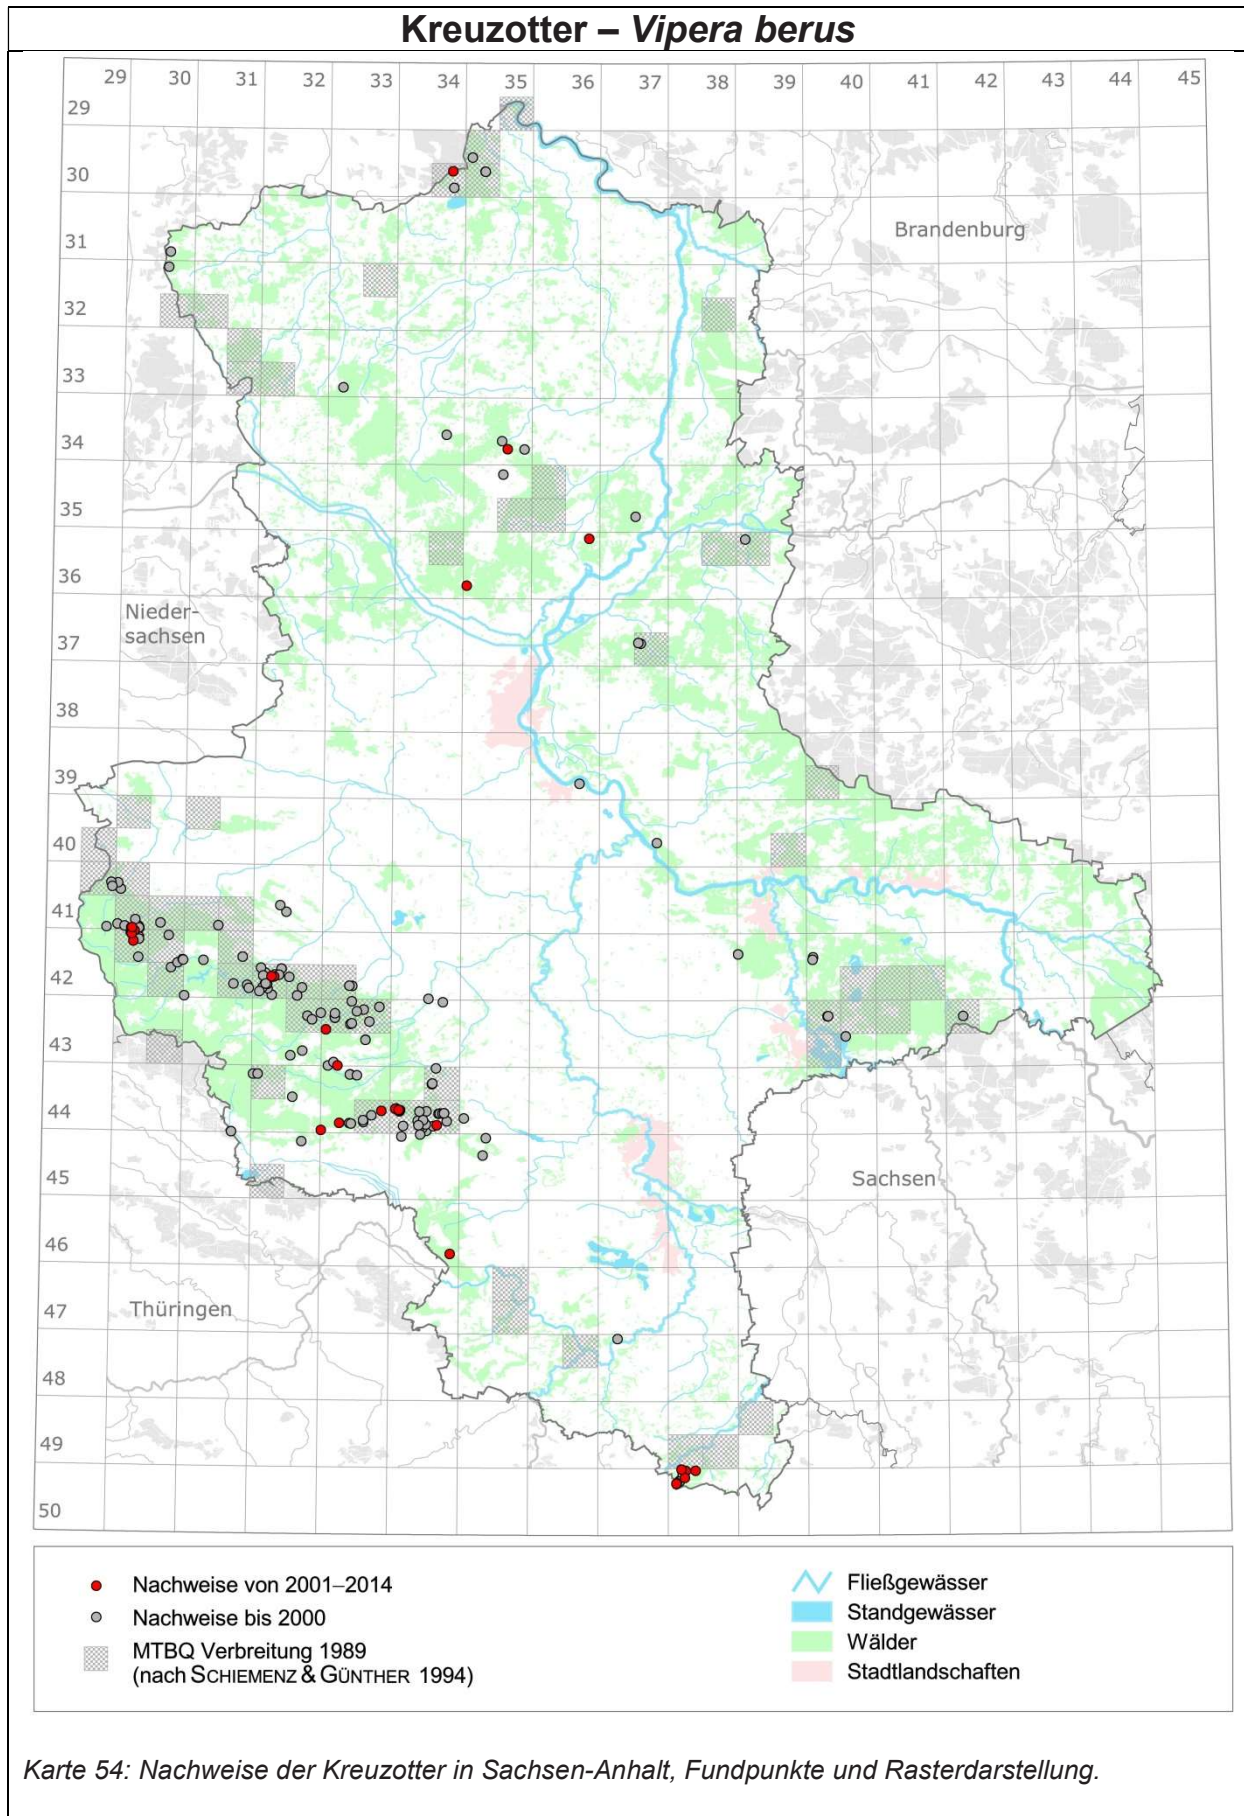 Kreuzotter – Vipera berus
29 30 31 32 33 34 35 36 37 38 39 40 41 42 43 44 45
29
30
31
Brandenburg
32
33
34
35
36
Nieder-
sachsen
37
38
39
40
41
42
43
44
45
Sachsen
46
Thüringen
47
48
49
50
Nachweise von 2001–2014
Nachweise bis 2000
MTBQ Verbreitung 1989
(nach SCHIEMENZ & GÜNTHER 1994)
Fließgewässer
Standgewässer
Wälder
Stadtlandschaften
Karte 54: Nachweise der Kreuzotter in Sachsen-Anhalt, Fundpunkte und Rasterdarstellung.